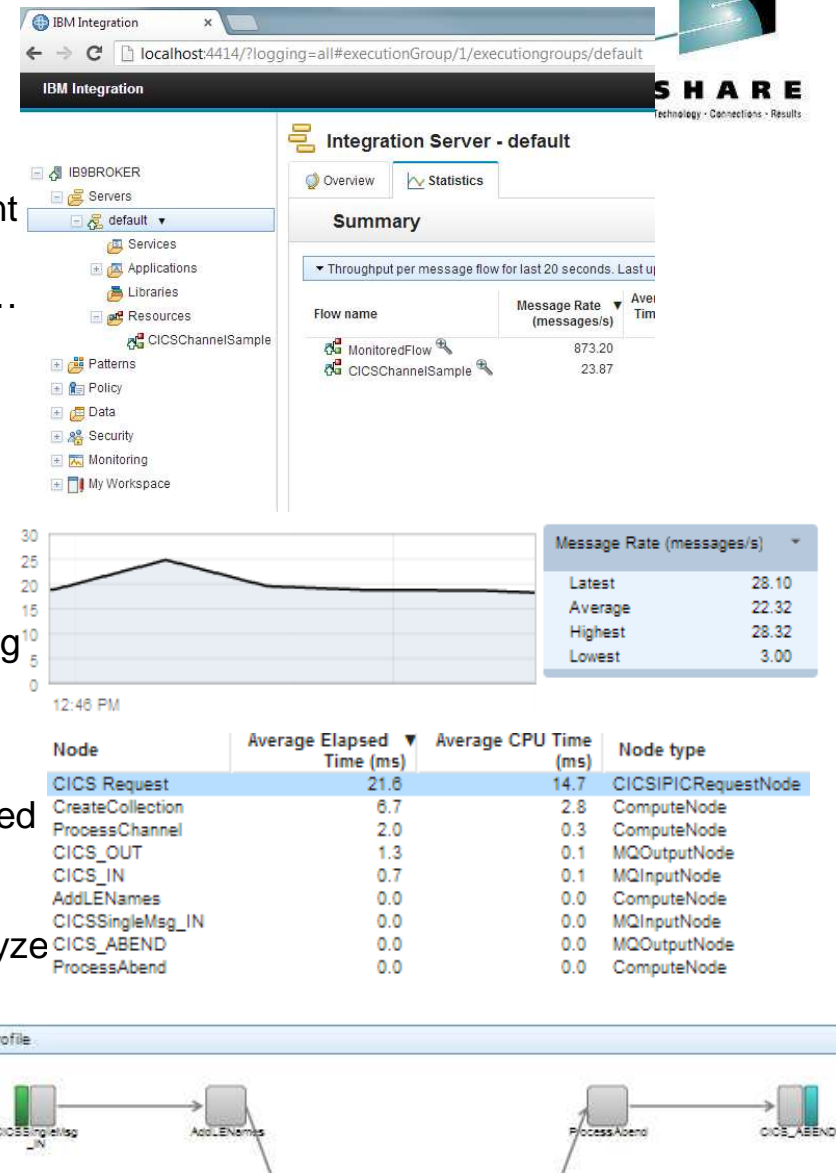 IBM Integration
localhost:4414/?logging=all#executionGroup/1/executiongroups/default
IBM Integration
SHARE
Technology · Connections · Results
IB9BROKER
Servers
default
Services
Applications
Libraries
Resources
CICSChannelSample
Patterns
Policy
Data
Security
Monitoring
My Workspace
Integration Server - default
Overview
Statistics
Summary
Throughput per message flow for last 20 seconds. Last u
Flow name Message Rate (messages/s) Tim
MonitoredFlow 873.20
CICSChannelSample 23.87
nt
..
g
ed
yze
30
25
20
15
10
5
0
12:46 PM
Message Rate (messages/s)
Latest 28.10
Average 22.32
Highest 28.32
Lowest 3.00
Node Average Elapsed Time (ms) Average CPU Time (ms) Node type
CICS Request 21.6 14.7 CICSIPICRequestNode
CreateCollection 6.7 2.8 ComputeNode
ProcessChannel 2.0 0.3 ComputeNode
CICS_OUT 1.3 0.1 MQOutputNode
CICS_IN 0.7 0.1 MQInputNode
AddLENames 0.0 0.0 ComputeNode
CICSSingleMsg_IN 0.0 0.0 MQInputNode
CICS_ABEND 0.0 0.0 MQOutputNode
ProcessAbend 0.0 0.0 ComputeNode
rofile
CICSSingleMsg
_IN
AddLENames
ProcessAbend
CICS_ABEND